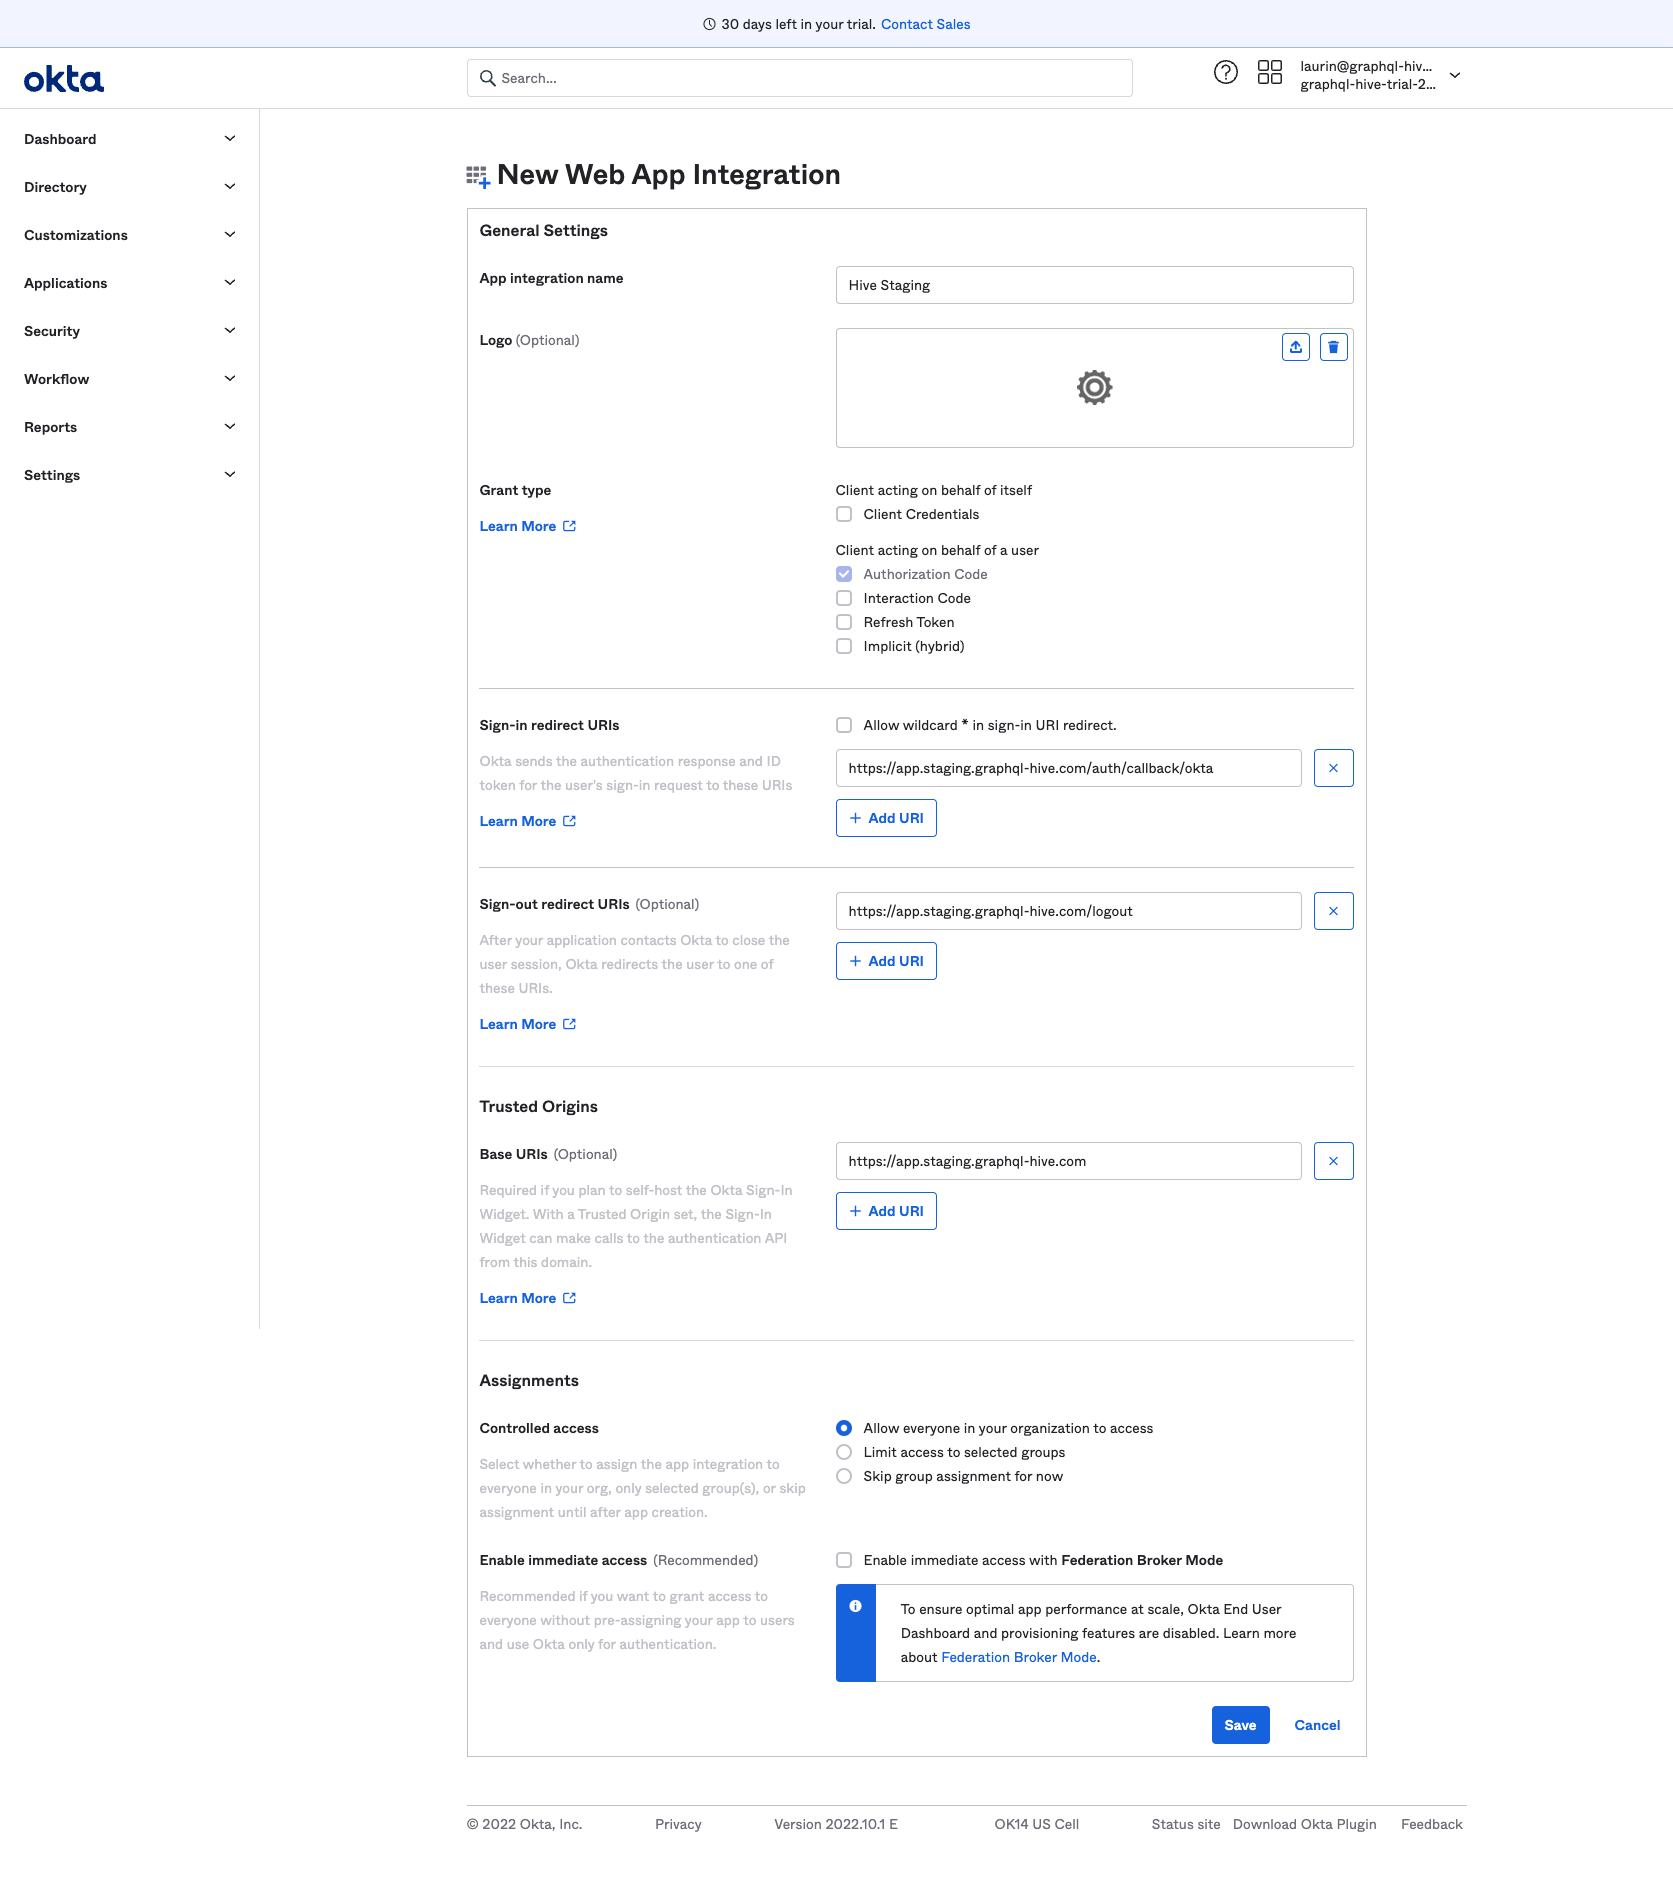 30 days left in your trial. Contact Sales
okta
Search...
laurin@graphql-hiv...
graphql-hive-trial-2...
Dashboard
Directory
Customizations
Applications
Security
Workflow
Reports
Settings
New Web App Integration
General Settings
App integration name
Hive Staging
Logo (Optional)
Grant type
Learn More
Client acting on behalf of itself
Client Credentials
Client acting on behalf of a user
Authorization Code
Interaction Code
Refresh Token
Implicit (hybrid)
Sign-in redirect URIs
Okta sends the authentication response and ID
token for the user's sign-in request to these URIs
Learn More
Allow wildcard * in sign-in URI redirect.
https://app.staging.graphql-hive.com/auth/callback/okta
+ Add URI
Sign-out redirect URIs (Optional)
After your application contacts Okta to close the
user session, Okta redirects the user to one of
these URIs.
Learn More
https://app.staging.graphql-hive.com/logout
+ Add URI
Trusted Origins
Base URIs (Optional)
Required if you plan to self-host the Okta Sign-In
Widget. With a Trusted Origin set, the Sign-In
Widget can make calls to the authentication API
from this domain.
Learn More
https://app.staging.graphql-hive.com
+ Add URI
Assignments
Controlled access
Select whether to assign the app integration to
everyone in your org, only selected group(s), or skip
assignment until after app creation.
Allow everyone in your organization to access
Limit access to selected groups
Skip group assignment for now
Enable immediate access (Recommended)
Recommended if you want to grant access to
everyone without pre-assigning your app to users
and use Okta only for authentication.
Enable immediate access with Federation Broker Mode
To ensure optimal app performance at scale, Okta End User
Dashboard and provisioning features are disabled. Learn more
about Federation Broker Mode.
Save Cancel
© 2022 Okta, Inc. Privacy Version 2022.10.1 E OK14 US Cell Status site Download Okta Plugin Feedback